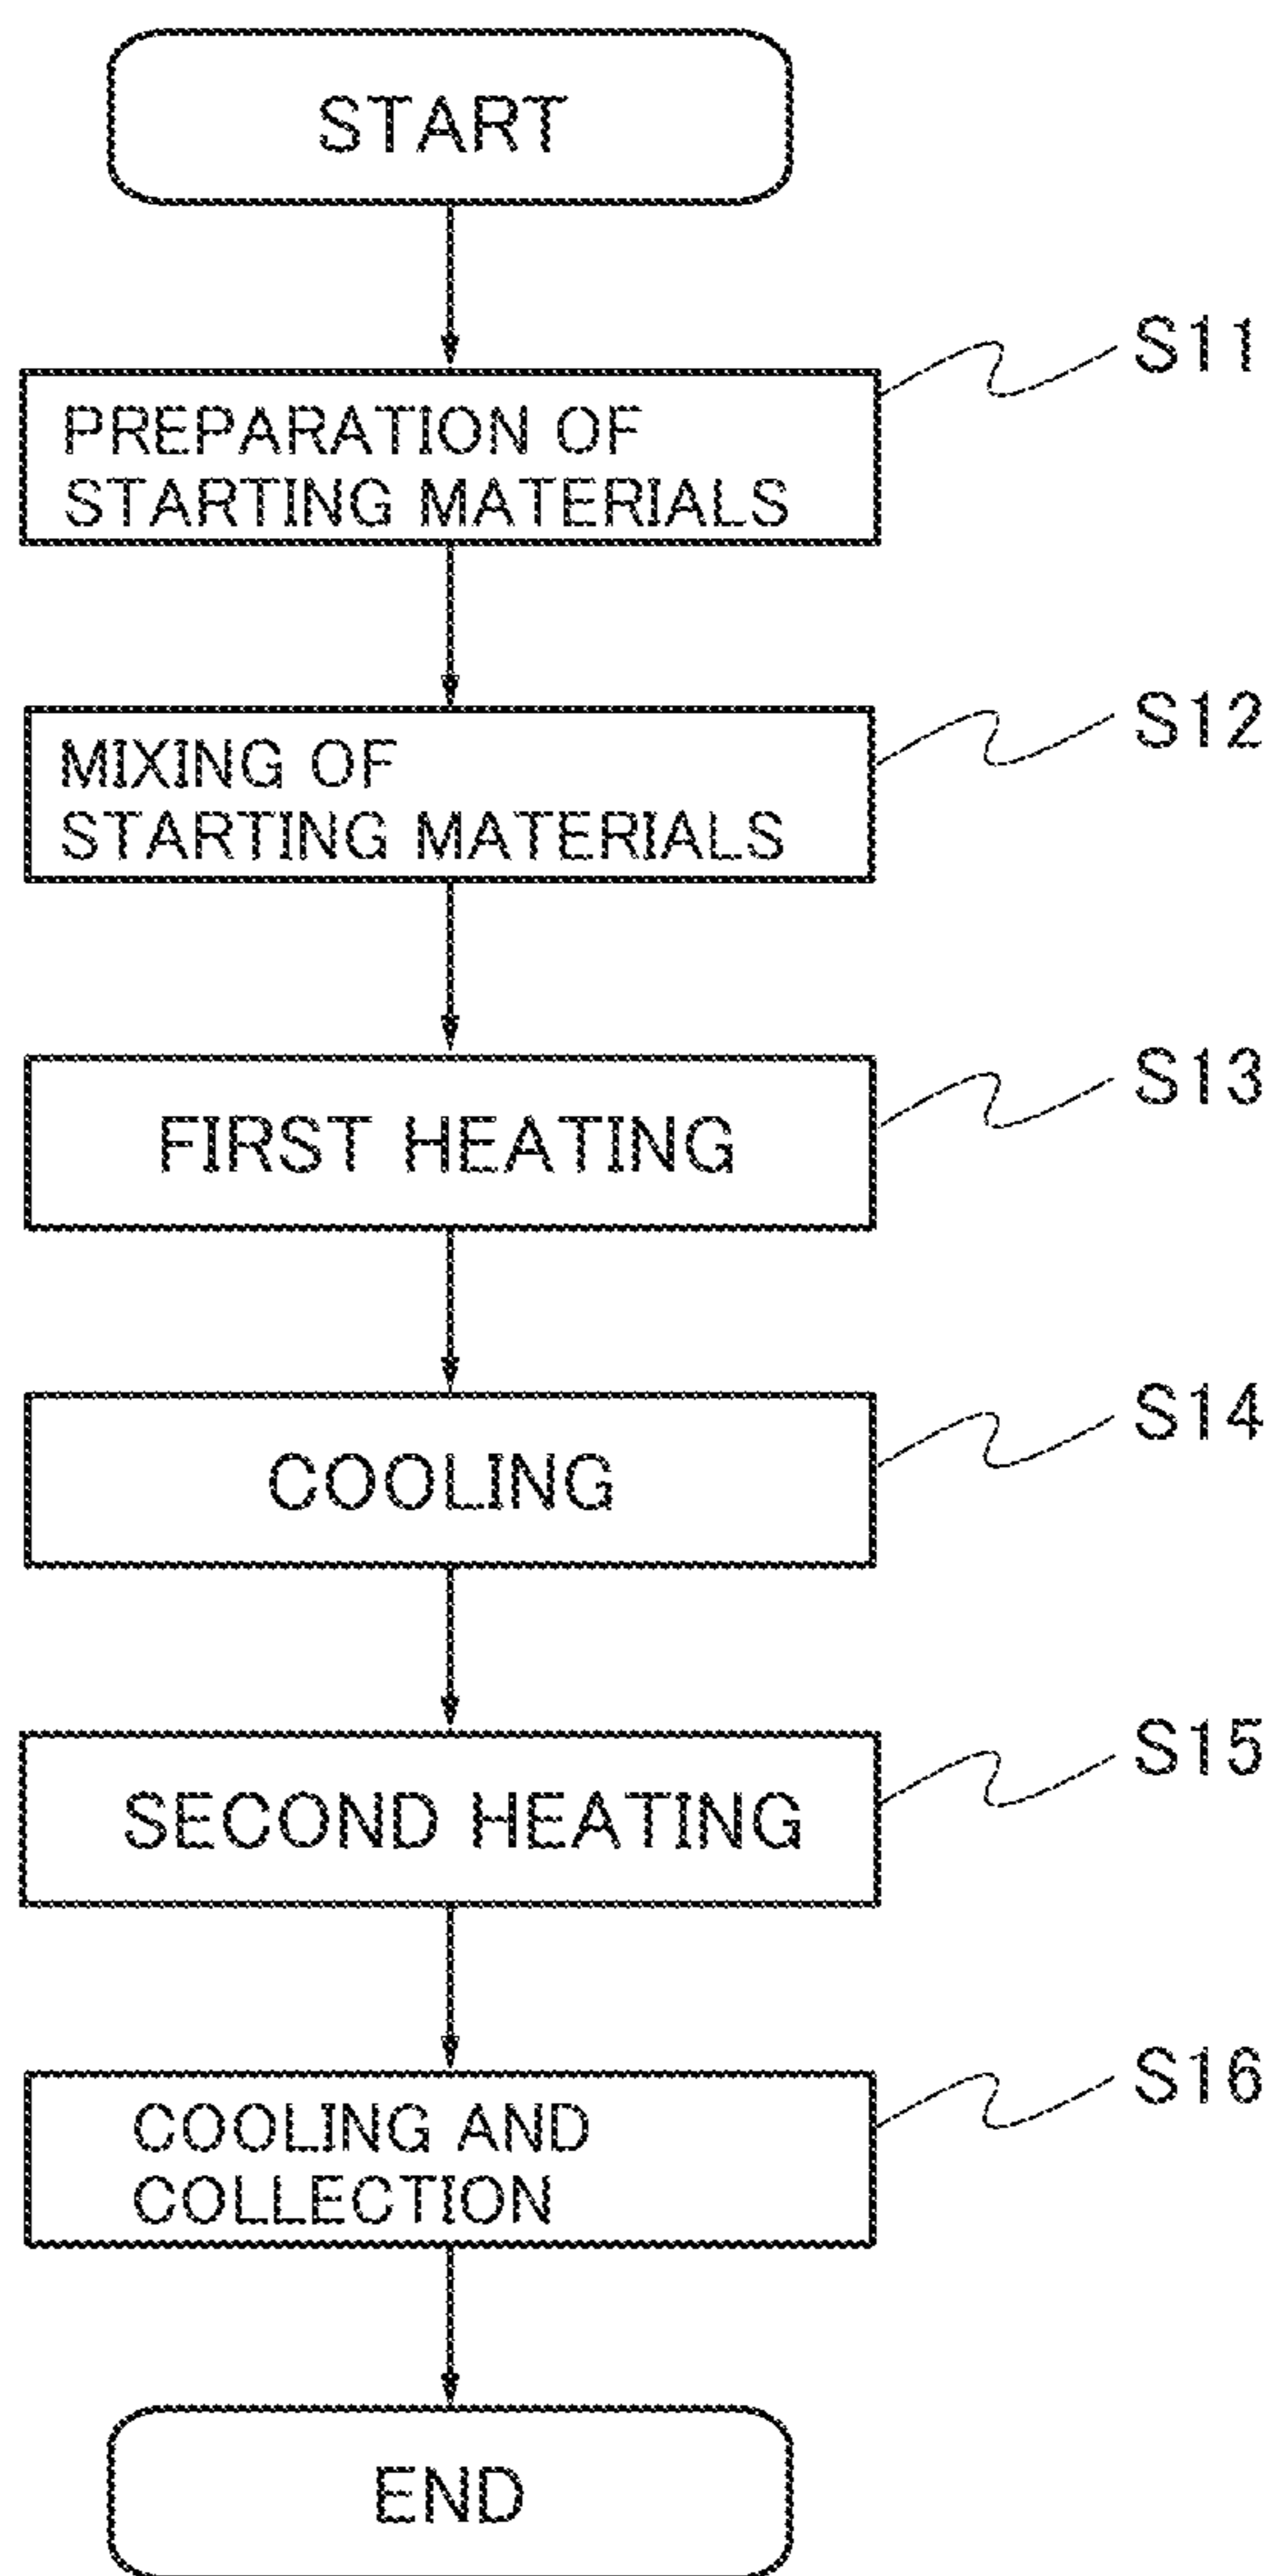 START
S11
PREPARATION OF
STARTING MATERIALS
S12
MIXING OF
STARTING MATERIALS
S13
FIRST HEATING
S14
COOLING
S15
SECOND HEATING
S16
COOLING AND
COLLECTION
END